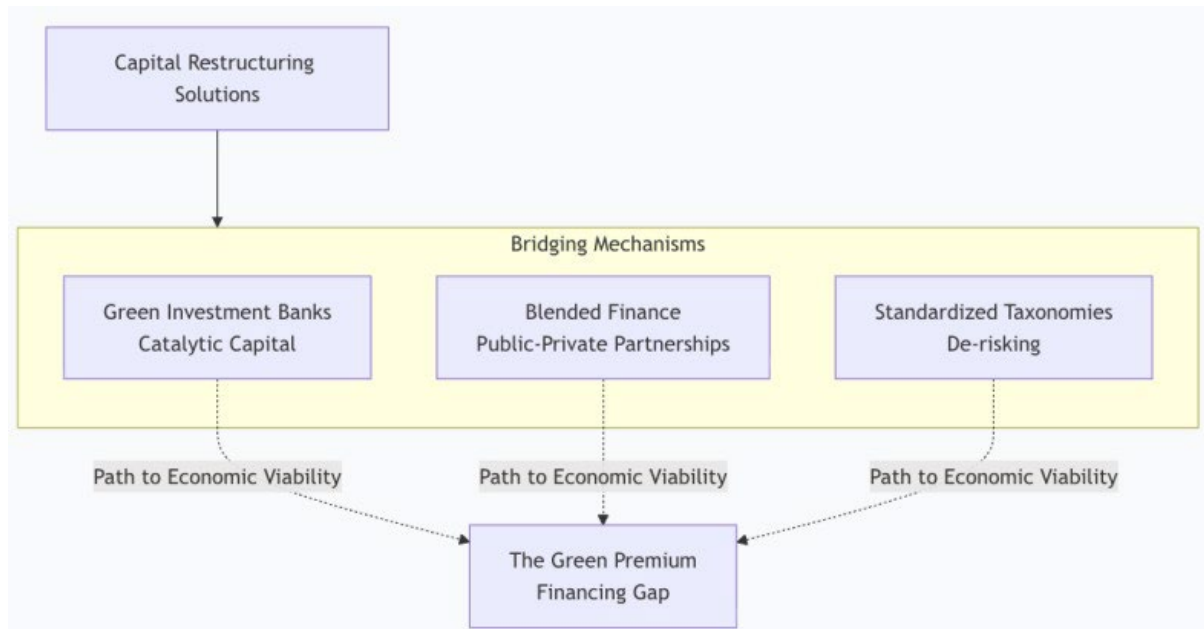 Capital Restructuring
Solutions
Bridging Mechanisms
Green Investment Banks
Catalytic Capital
Blended Finance
Public-Private Partnerships
Standardized Taxonomies
De-risking
Path to Economic Viability
Path to Economic Viability
Path to Economic Viability
The Green Premium
Financing Gap